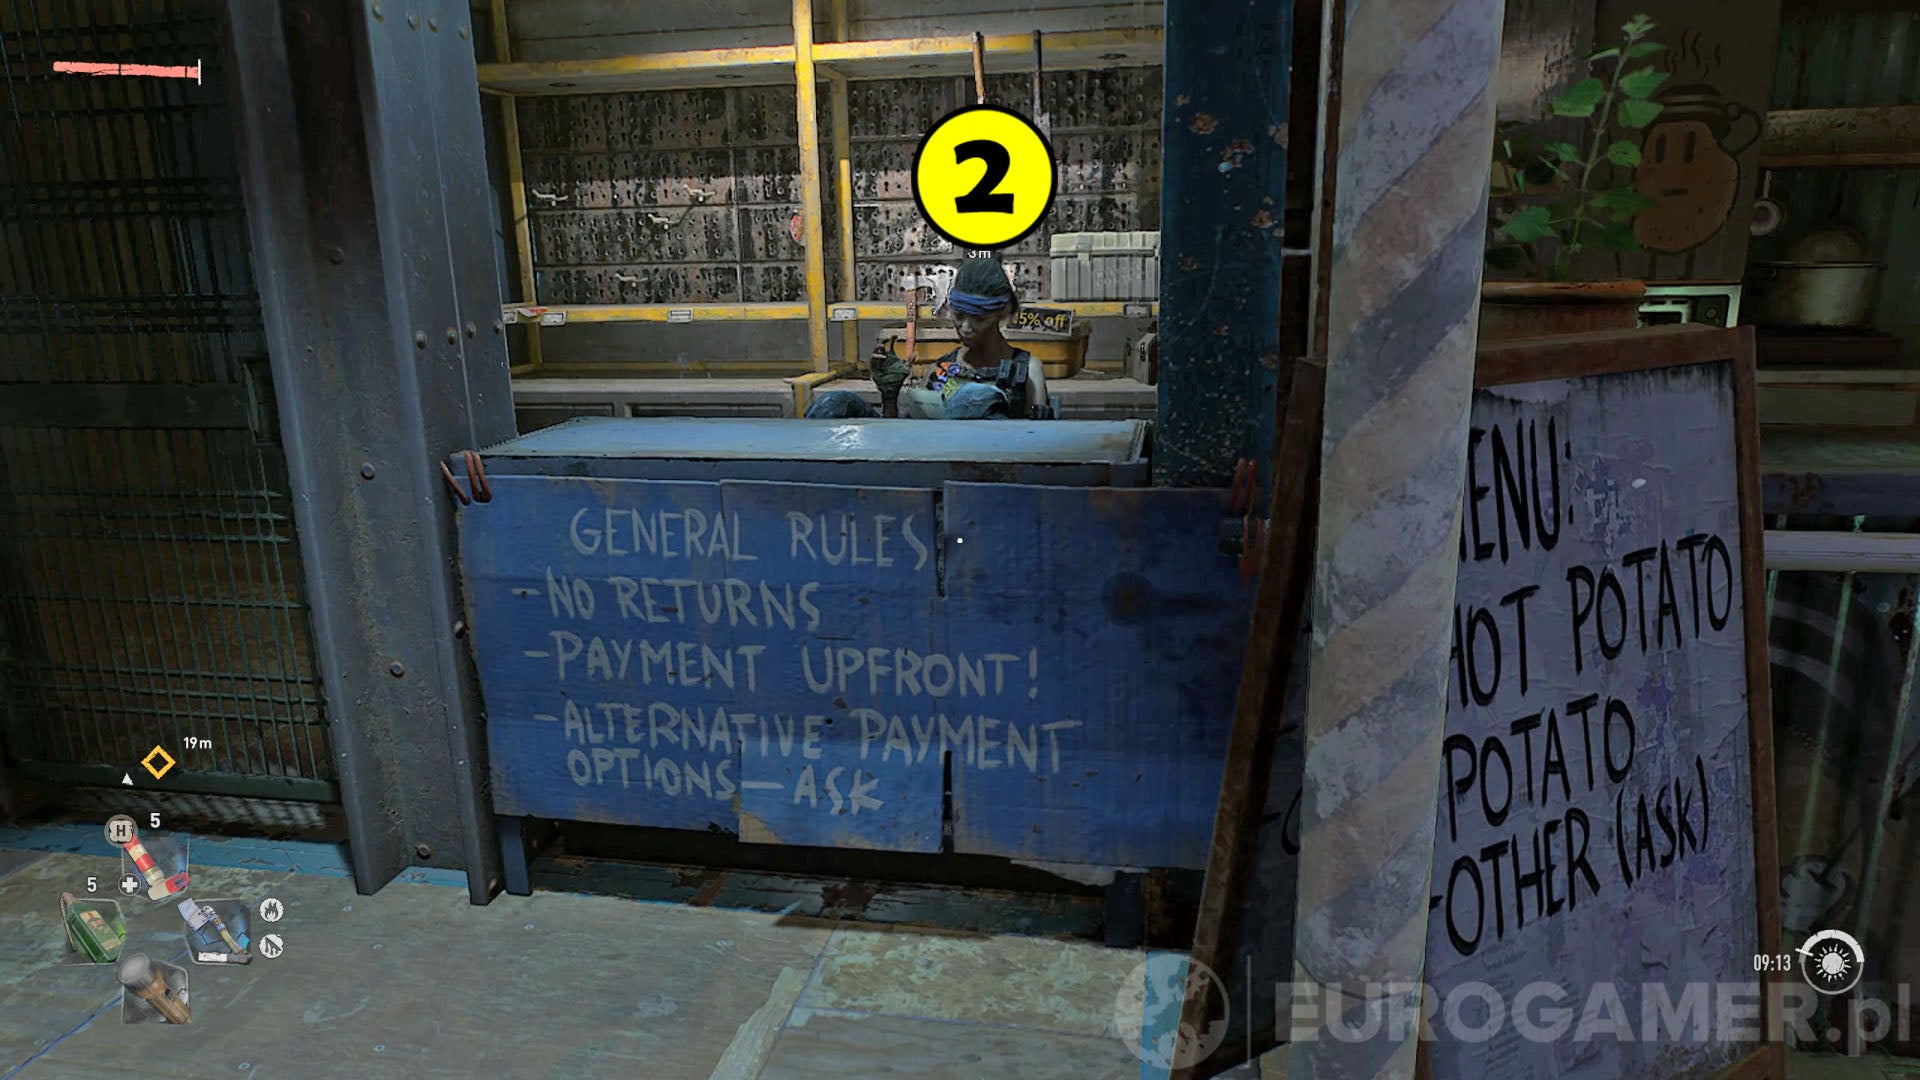 2
3m
5% off
GENERAL RULES
-NO RETURNS
-PAYMENT UPFRONT!
-ALTERNATIVE PAYMENT
OPTIONS-ASK
ENU:
HOT POTATO
POTATO
-OTHER (ASK)
19m
5
H
5
09:13
EUROGAMER.pl